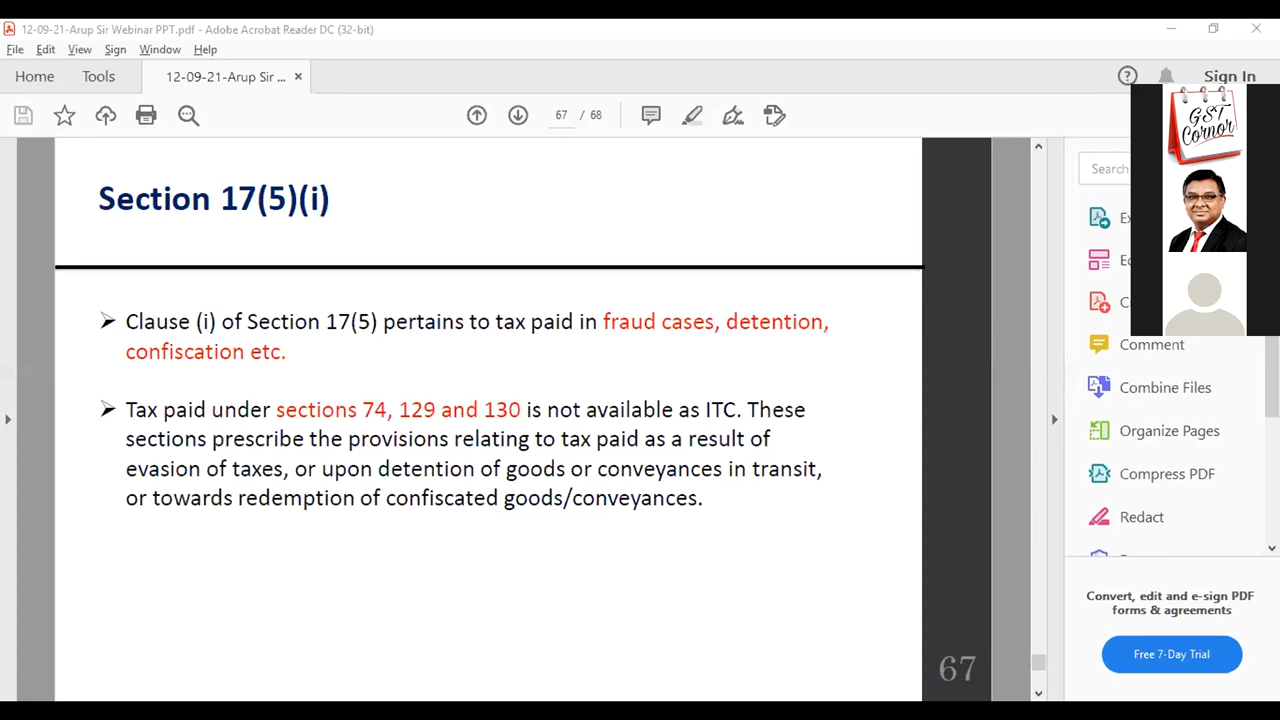 12-09-21-Arup Sir Webinar PPT.pdf - Adobe Acrobat Reader DC (32-bit)
File Edit View Sign Window Help
Home Tools 12-09-21-Arup Sir ... × Sign In
67 / 68
GST
Cornor
Search
Section 17(5)(i)
Clause (i) of Section 17(5) pertains to tax paid in fraud cases, detention,
confiscation etc.
Tax paid under sections 74, 129 and 130 is not available as ITC. These
sections prescribe the provisions relating to tax paid as a result of
evasion of taxes, or upon detention of goods or conveyances in transit,
or towards redemption of confiscated goods/conveyances.
67
Comment
Combine Files
Organize Pages
Compress PDF
Redact
Convert, edit and e-sign PDF
forms & agreements
Free 7-Day Trial